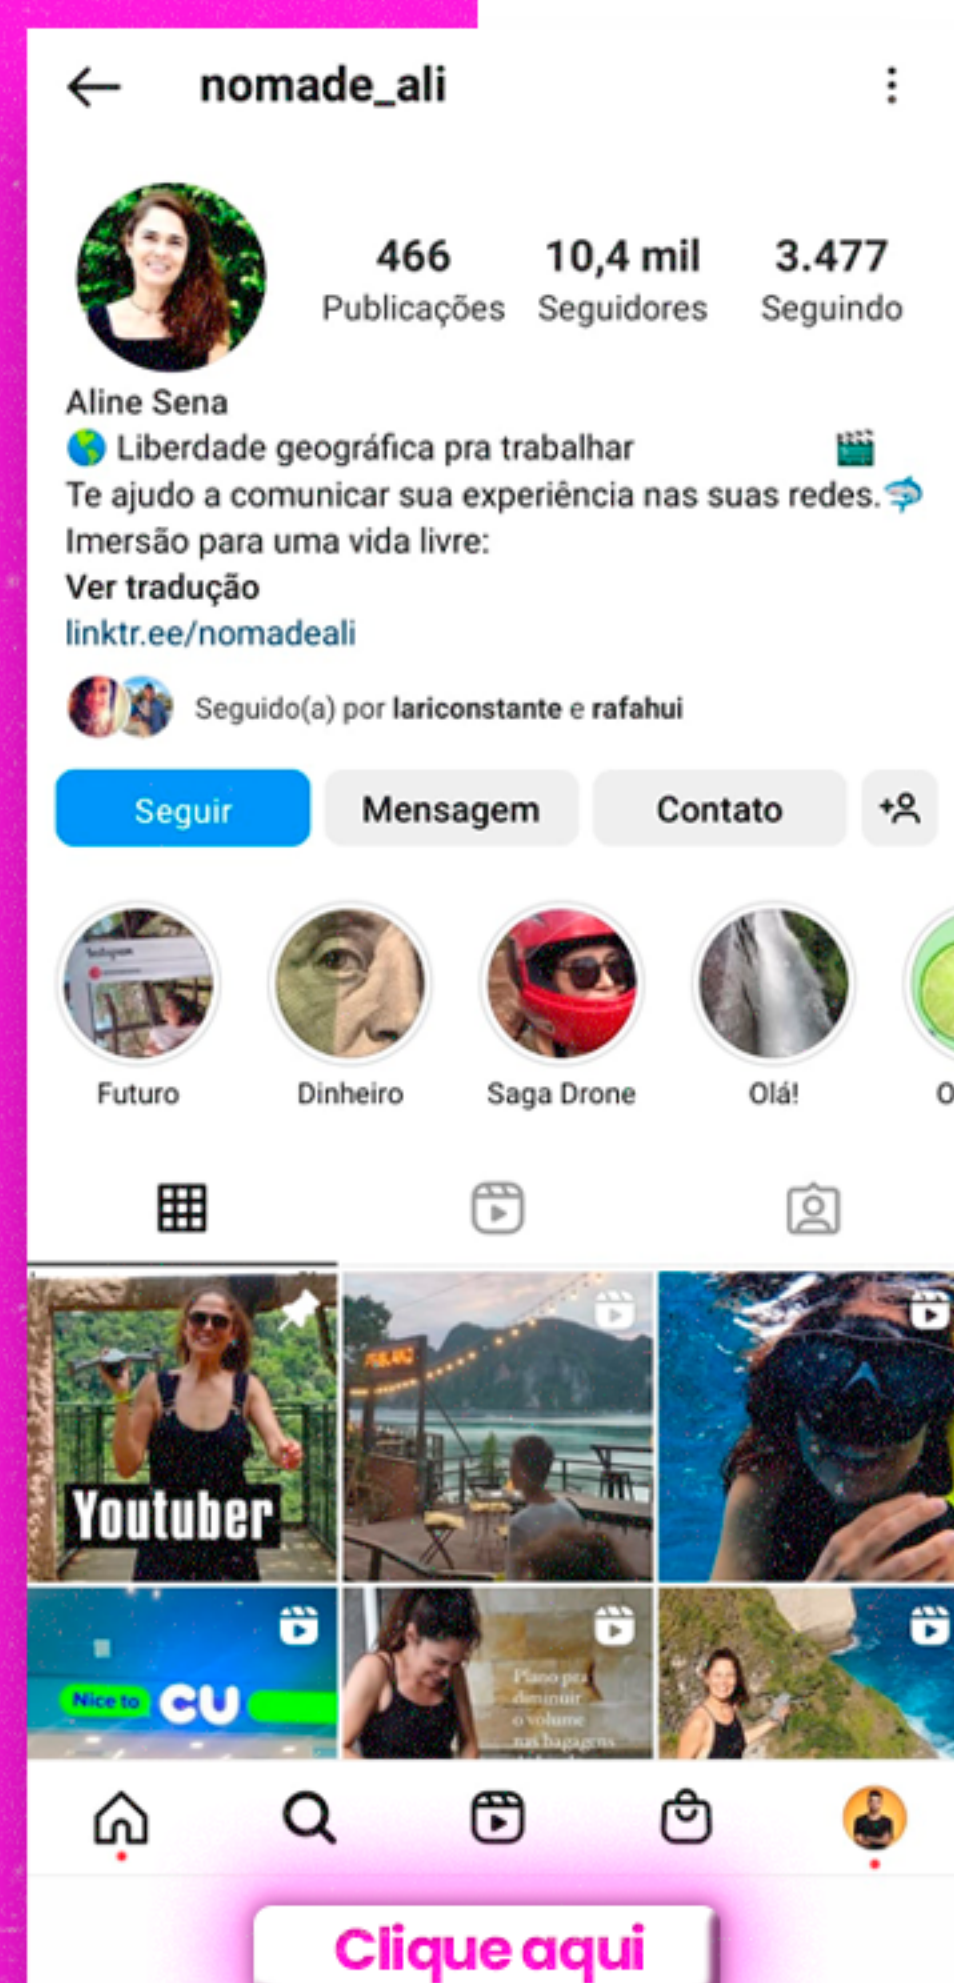 nomade_ali
466
10,4 mil
3.477
Publicações
Seguidores
Seguindo
Aline Sena
🌎 Liberdade geográfica pra trabalhar 🎬
Te ajudo a comunicar sua experiência nas suas redes.🦈
Imersão para uma vida livre:
Ver tradução
linktr.ee/nomadeali
Seguido(a) por lariconstante e rafahui
Seguir
Mensagem
Contato
Instagram
Futuro
Dinheiro
Saga Drone
Olá!
O
Youtuber
Nice to CU
Plano pra
diminuir
o volume
nas bagagens
Clique aqui